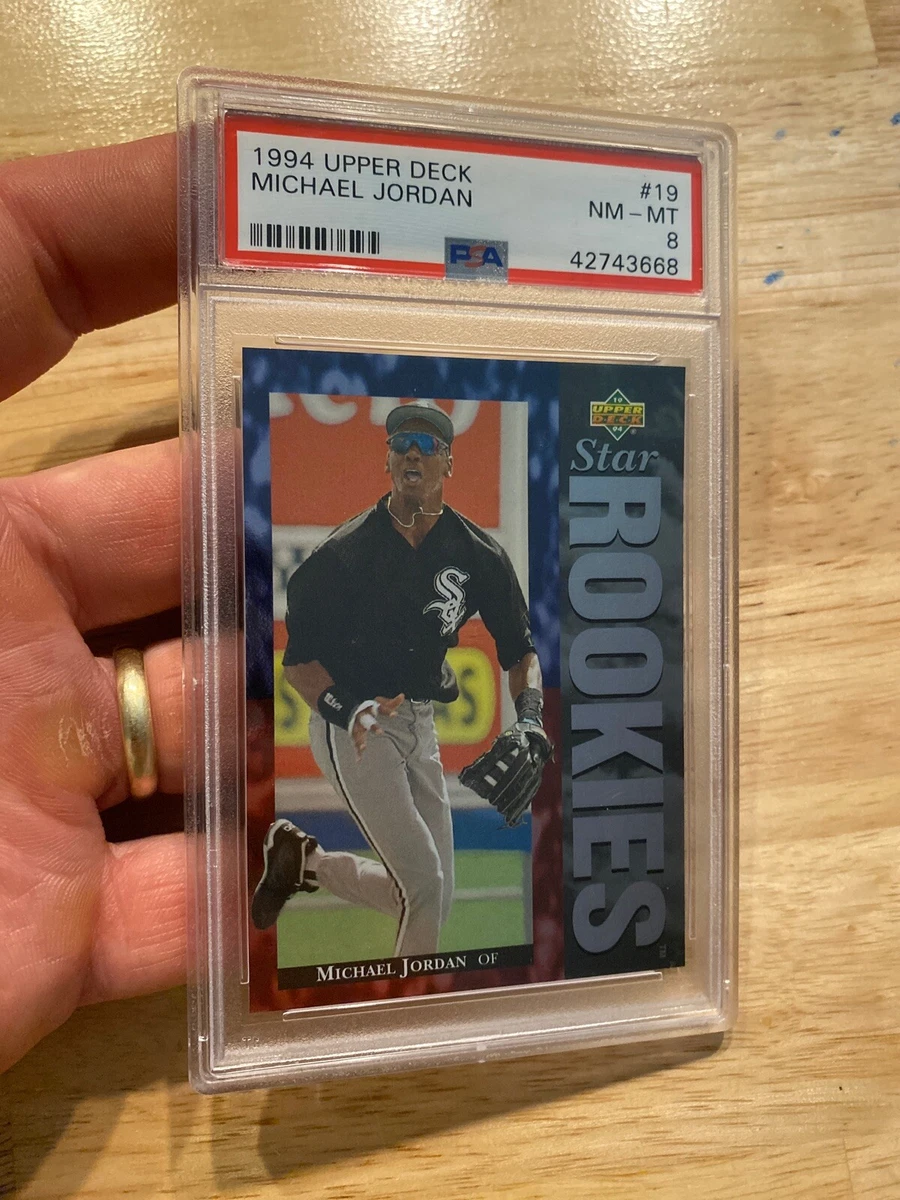 1994 UPPER DECK
MICHAEL JORDAN
#19
NM – MT
8
42743668
PSA
19
UPPER
DECK
94
Star
ROOKIES
TM
MICHAEL JORDAN OF